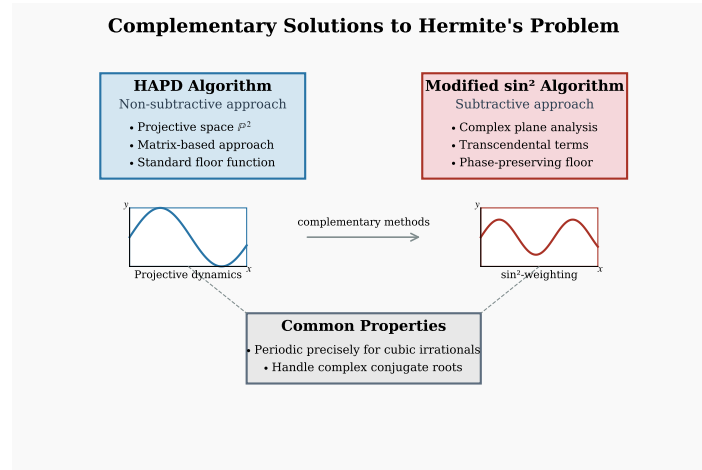 Complementary Solutions to Hermite's Problem
HAPD Algorithm
Non-subtractive approach
• Projective space ℙ²
• Matrix-based approach
• Standard floor function
Modified sin² Algorithm
Subtractive approach
• Complex plane analysis
• Transcendental terms
• Phase-preserving floor
y
x
Projective dynamics
complementary methods
y
x
sin²-weighting
Common Properties
• Periodic precisely for cubic irrationals
• Handle complex conjugate roots